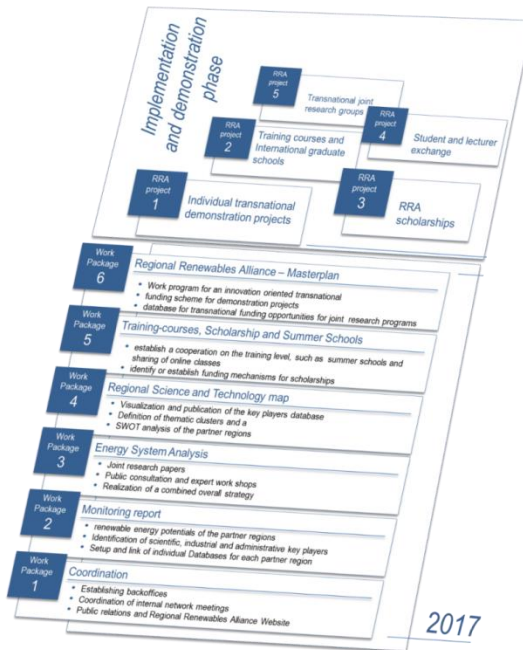 Implementation
and demonstration
phase
RRA
project
5
Transnational joint
research groups
RRA
project
4
Student and lecturer
exchange
RRA
project
2
Training courses and
International graduate
schools
RRA
project
3
RRA
scholarships
RRA
project
1
Individual transnational
demonstration projects
Work
Package
6
Regional Renewables Alliance – Masterplan
• Work program for an innovation oriented transnational
• funding scheme for demonstration projects
• database for transnational funding opportunities for joint research programs
Work
Package
5
Training-courses, Scholarship and Summer Schools
• establish a cooperation on the training level, such as summer schools and
sharing of online classes
• identify or establish funding mechanisms for scholarships
Work
Package
4
Regional Science and Technology map
• Visualization and publication of the key players database
• Definition of thematic clusters and a
• SWOT analysis of the partner regions
Work
Package
3
Energy System Analysis
• Joint research papers
• Public consultation and expert work shops
• Realization of a combined overall strategy
Work
Package
2
Monitoring report
• renewable energy potentials of the partner regions
• Identification of scientific, industrial and administrative key players
• Setup and link of individual Databases for each partner region
Work
Package
1
Coordination
• Establishing backoffices
• Coordination of internal network meetings
• Public relations and Regional Renewables Alliance Website
2017